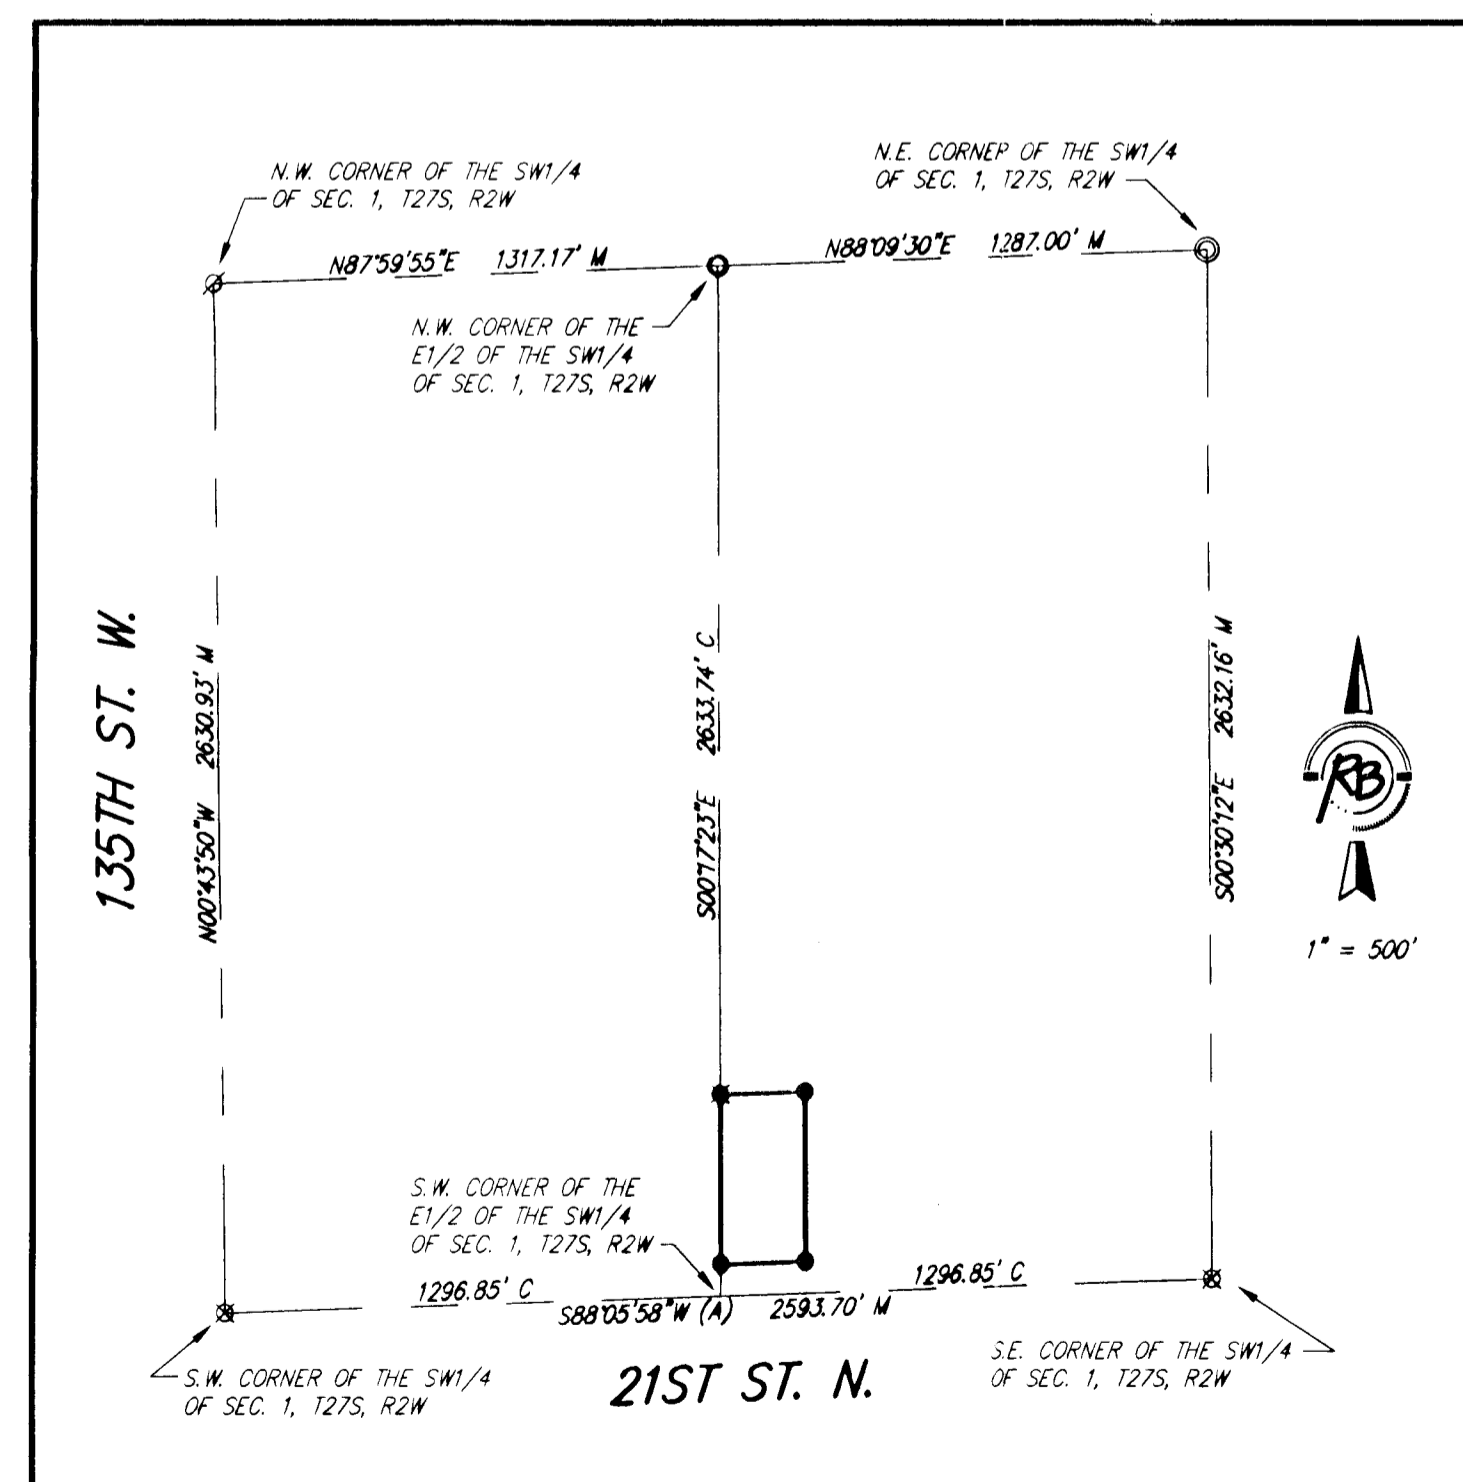 N.W. CORNER OF THE SW1/4
OF SEC. 1, T27S, R2W
N.E. CORNER OF THE SW1/4
OF SEC. 1, T27S, R2W
N87°59'55"E 1317.17' M
N88°09'30"E 1287.00' M
N.W. CORNER OF THE
E1/2 OF THE SW1/4
OF SEC. 1, T27S, R2W
135TH ST. W.
N00°43'50"W 2630.93' M
S00°17'23"E 2633.74' C
S00°30'12"E 2632.16' M
RB
1" = 500'
S.W. CORNER OF THE
E1/2 OF THE SW1/4
OF SEC. 1, T27S, R2W
1296.85' C
1296.85' C
S88°05'58"W (A) 2593.70' M
S.W. CORNER OF THE SW1/4
OF SEC. 1, T27S, R2W
21ST ST. N.
S.E. CORNER OF THE SW1/4
OF SEC. 1, T27S, R2W